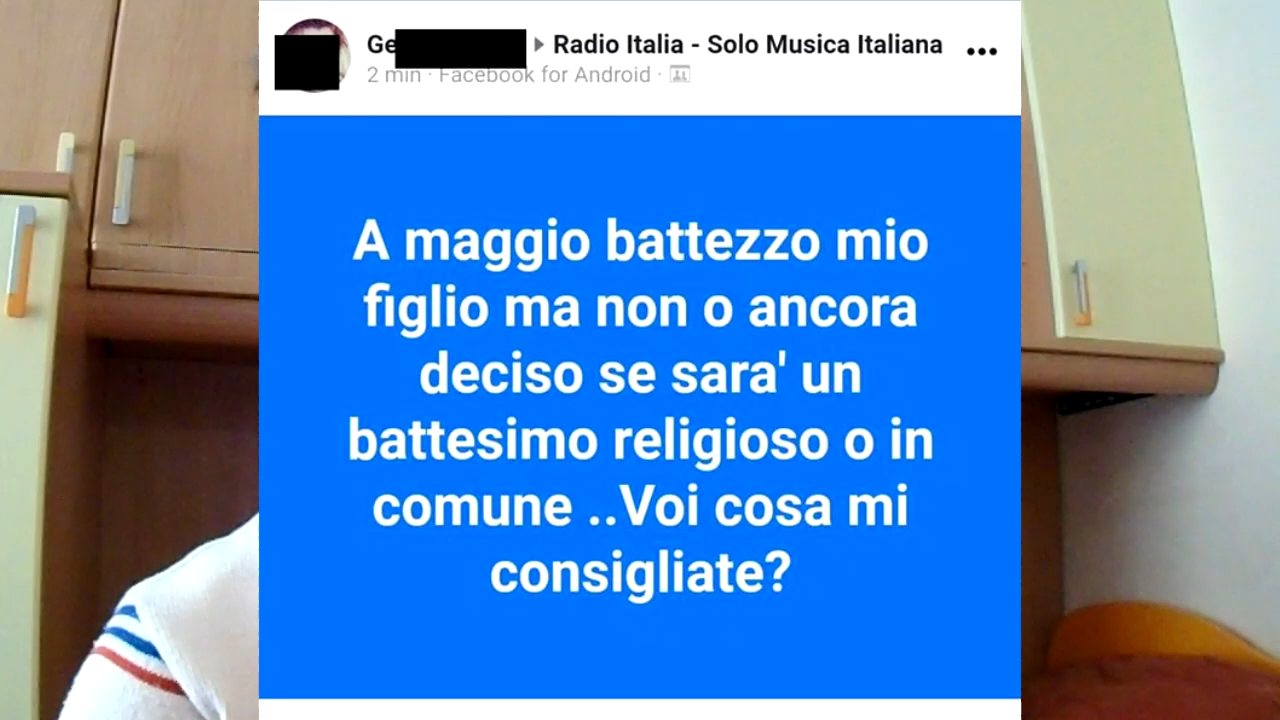 Ge Radio Italia - Solo Musica Italiana
2 min · Facebook for Android ·
A maggio battezzo mio
figlio ma non o ancora
deciso se sara' un
battesimo religioso o in
comune ..Voi cosa mi
consigliate?